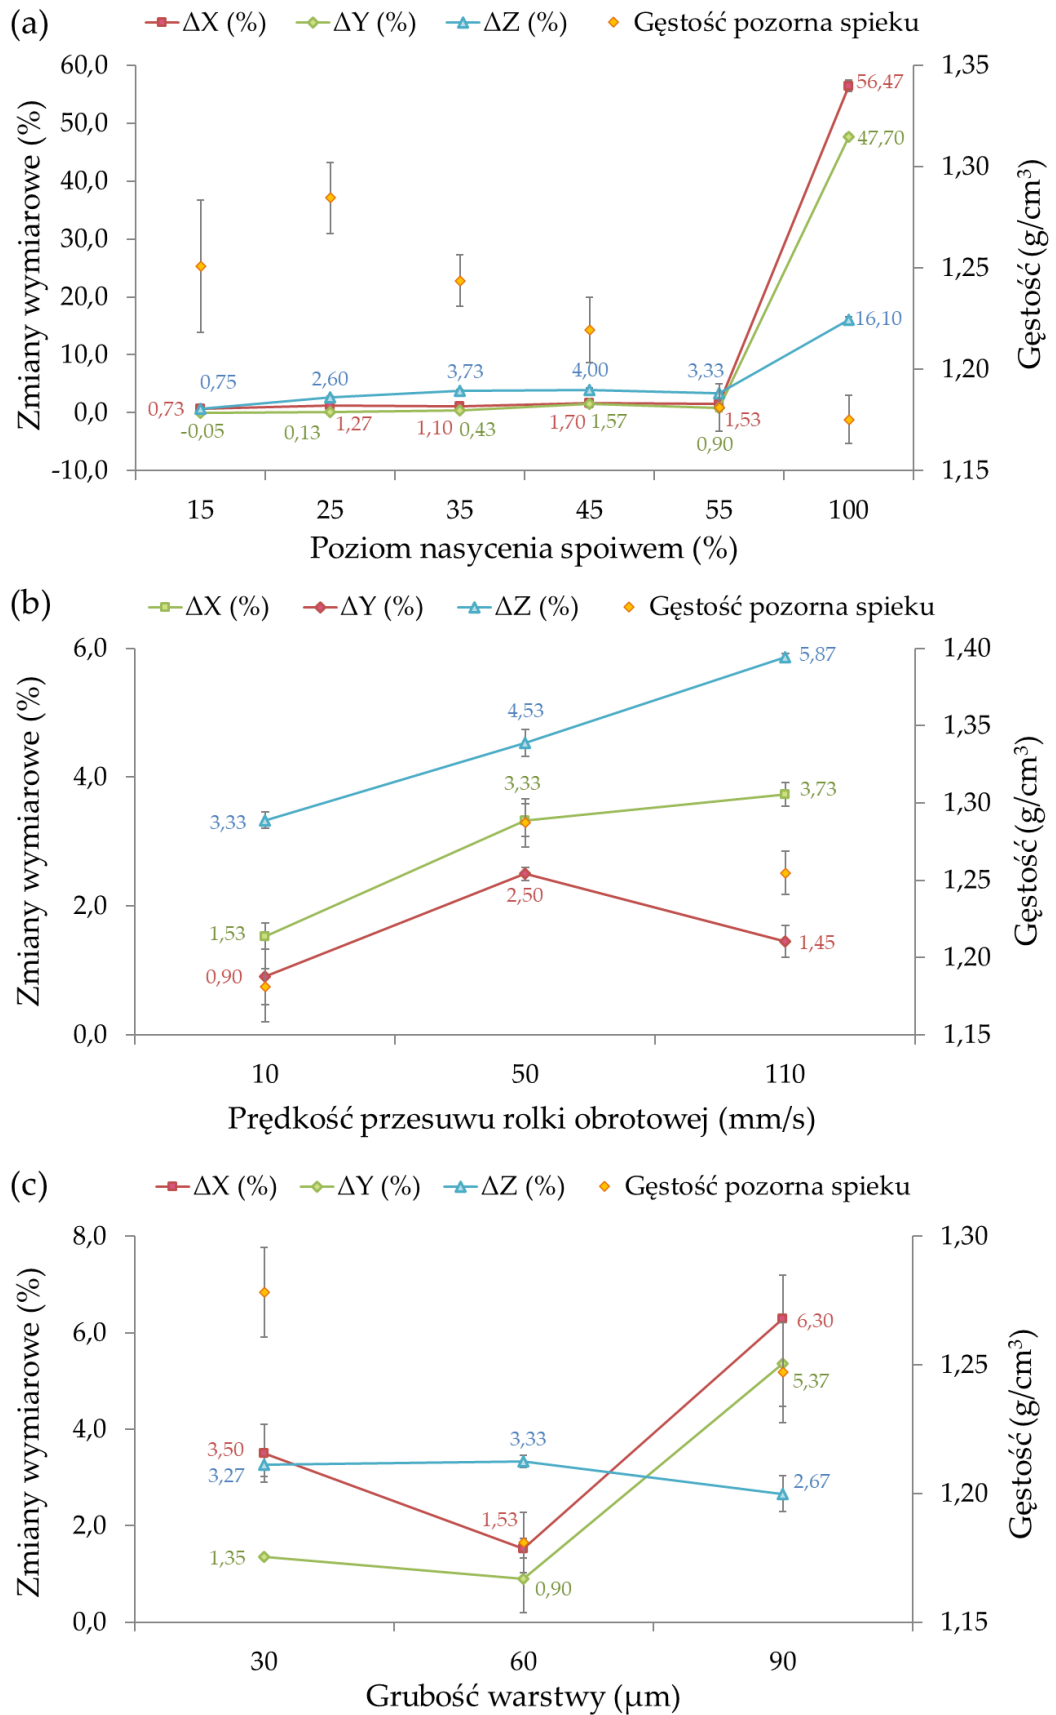 (a) ΔX (%) ΔY (%) ΔZ (%) Gęstość pozorna spieku
60,0 1,35
56,47
50,0
47,70
1,30
40,0
30,0
1,25
20,0
16,10
1,20
10,0
0,75 2,60 3,73 4,00 3,33
0,73 0,0
-0,05 0,13 1,27 1,10 0,43 1,70 1,57 1,53
0,90
-10,0 1,15
15 25 35 45 55 100
Zmiany wymiarowe (%)
Gęstość (g/cm³)
Poziom nasycenia spoiwem (%)
(b) ΔX (%) ΔY (%) ΔZ (%) Gęstość pozorna spieku
6,0 1,40
5,87
4,53 1,35
4,0
3,33 3,73
1,30
3,33
1,25
2,0 2,50
1,53 1,45
1,20
0,90
0,0 1,15
10 50 110
Zmiany wymiarowe (%)
Gęstość (g/cm³)
Prędkość przesuwu rolki obrotowej (mm/s)
(c) ΔX (%) ΔY (%) ΔZ (%) Gęstość pozorna spieku
8,0 1,30
6,0 6,30
1,25
5,37
4,0
3,50 3,33
3,27 2,67
1,20
2,0 1,53
1,35 0,90
0,0 1,15
30 60 90
Zmiany wymiarowe (%)
Gęstość (g/cm³)
Grubość warstwy (μm)